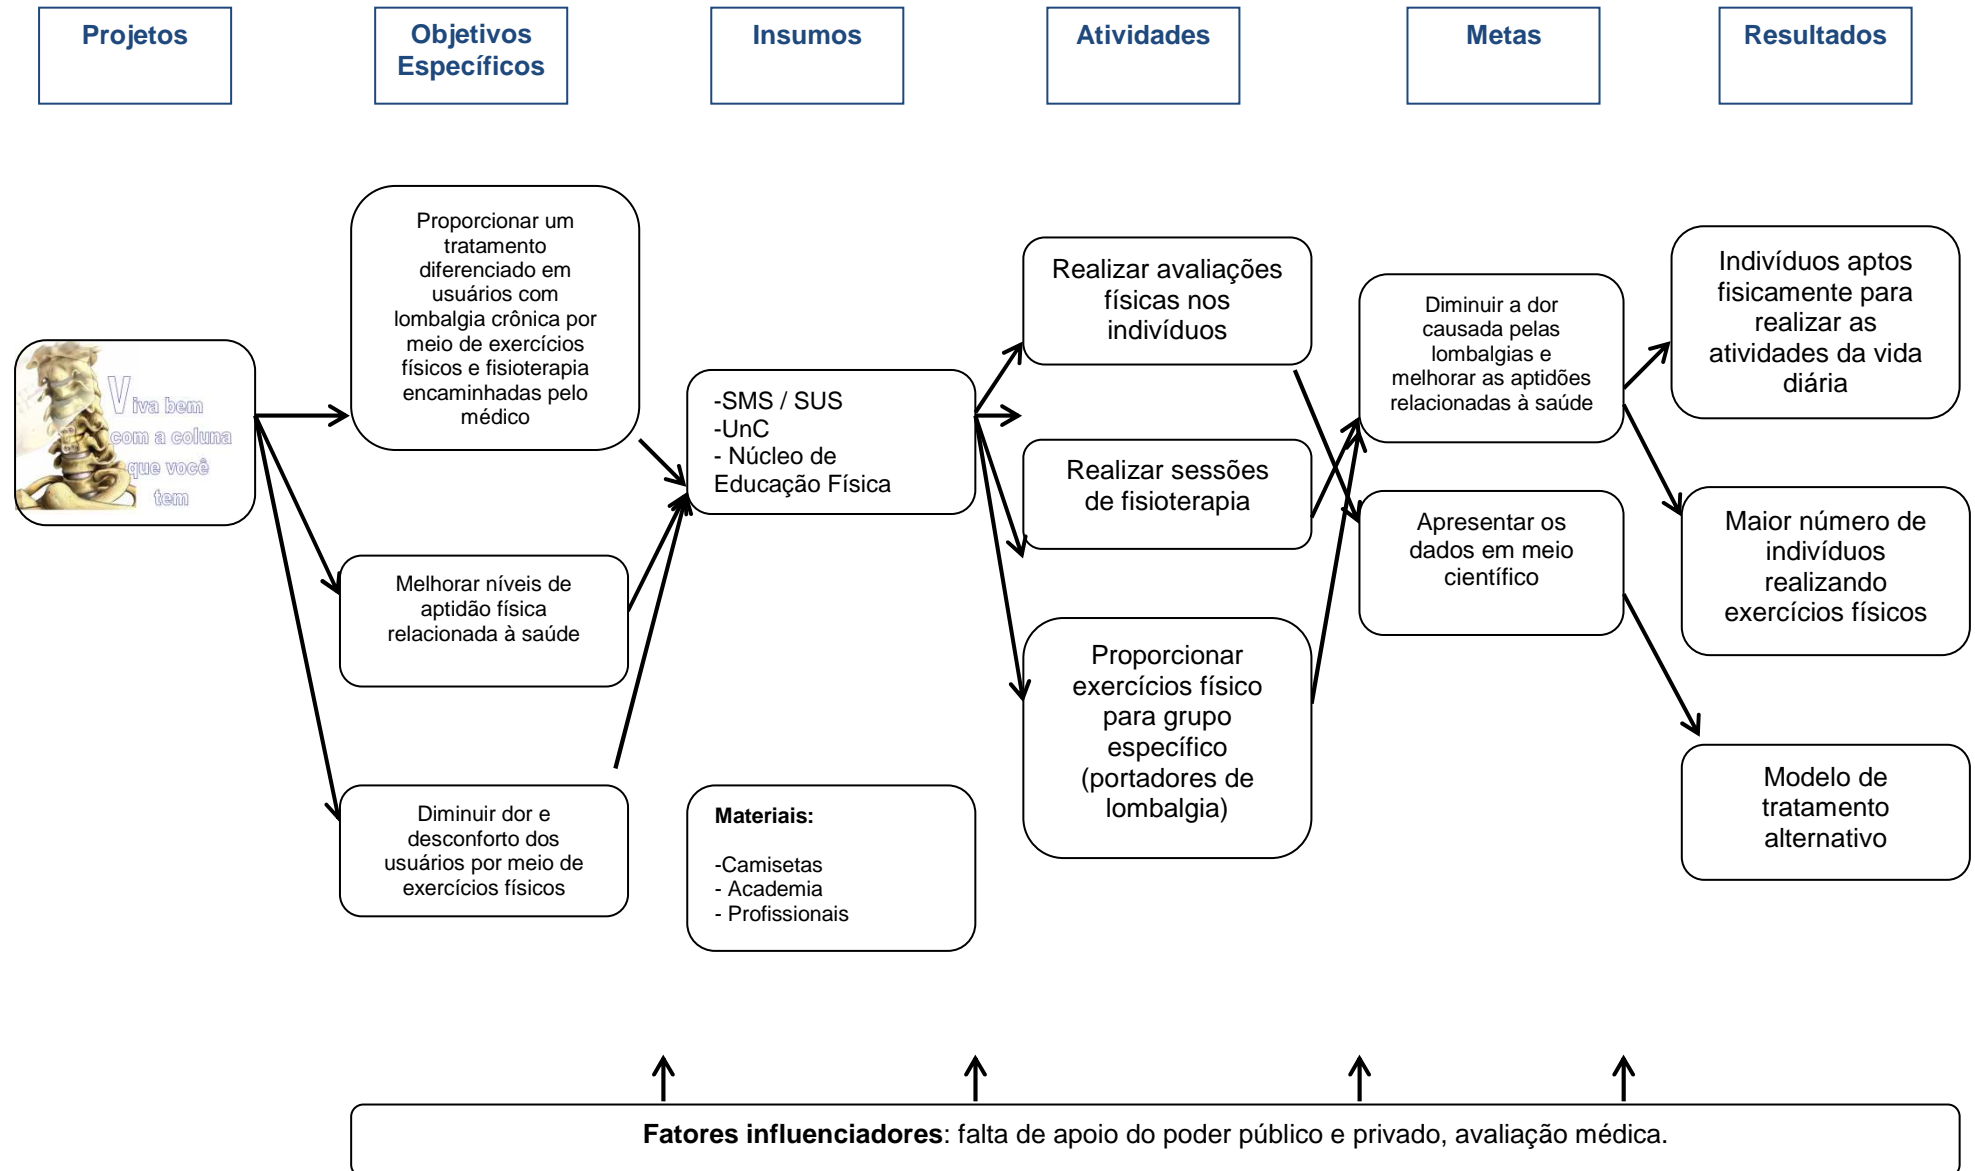 Projetos
Objetivos
Específicos
Insumos
Atividades
Metas
Resultados
Viva bem
com a coluna
que você
tem
Proporcionar um
tratamento
diferenciado em
usuários com
lombalgia crônica por
meio de exercícios
físicos e fisioterapia
encaminhadas pelo
médico
Melhorar níveis de
aptidão física
relacionada à saúde
Diminuir dor e
desconforto dos
usuários por meio de
exercícios físicos
-SMS / SUS
-UnC
- Núcleo de
Educação Física
Materiais:
-Camisetas
- Academia
- Profissionais
Realizar avaliações
físicas nos
indivíduos
Realizar sessões
de fisioterapia
Proporcionar
exercícios físico
para grupo
específico
(portadores de
lombalgia)
Diminuir a dor
causada pelas
lombalgias e
melhorar as aptidões
relacionadas à saúde
Apresentar os
dados em meio
científico
Indivíduos aptos
fisicamente para
realizar as
atividades da vida
diária
Maior número de
indivíduos
realizando
exercícios físicos
Modelo de
tratamento
alternativo
Fatores influenciadores: falta de apoio do poder público e privado, avaliação médica.